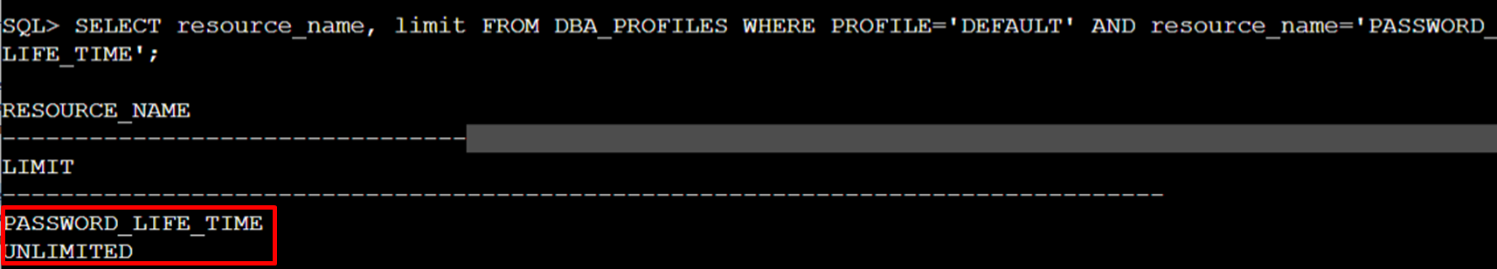 SQL> SELECT resource_name, limit FROM DBA_PROFILES WHERE PROFILE='DEFAULT' AND resource_name='PASSWORD_
LIFE_TIME';
RESOURCE_NAME
--------------------------------
LIMIT
--------------------------------------------------------------------------------
PASSWORD_LIFE_TIME
UNLIMITED